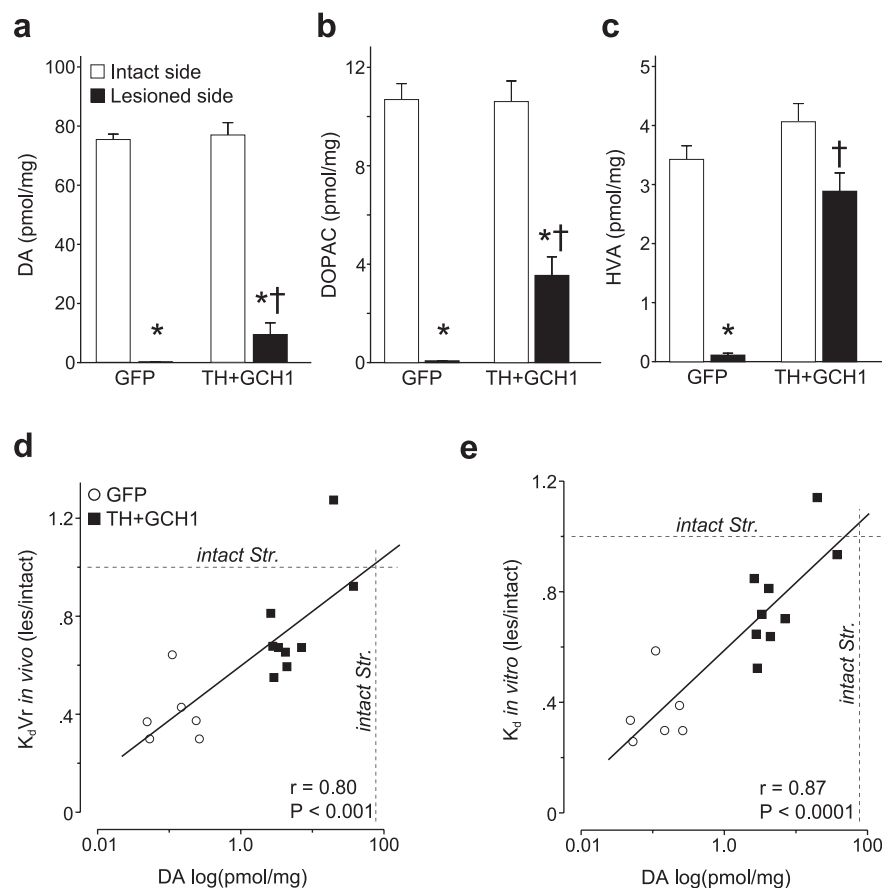 a
DA (pmol/mg)
100
80
60
40
20
0
Intact side
Lesioned side
*
*†
GFP
TH+GCH1
b
DOPAC (pmol/mg)
12
8
4
0
*
*†
GFP
TH+GCH1
c
HVA (pmol/mg)
5
4
3
2
1
0
*
†
GFP
TH+GCH1
d
GFP
TH+GCH1
KdVr in vivo (les/intact)
1.2
.8
.4
0
intact Str.
intact Str.
r = 0.80
P < 0.001
0.01
1.0
100
DA log(pmol/mg)
e
Kd in vitro (les/intact)
1.2
.8
.4
0
intact Str.
intact Str.
r = 0.87
P < 0.0001
0.01
1.0
100
DA log(pmol/mg)